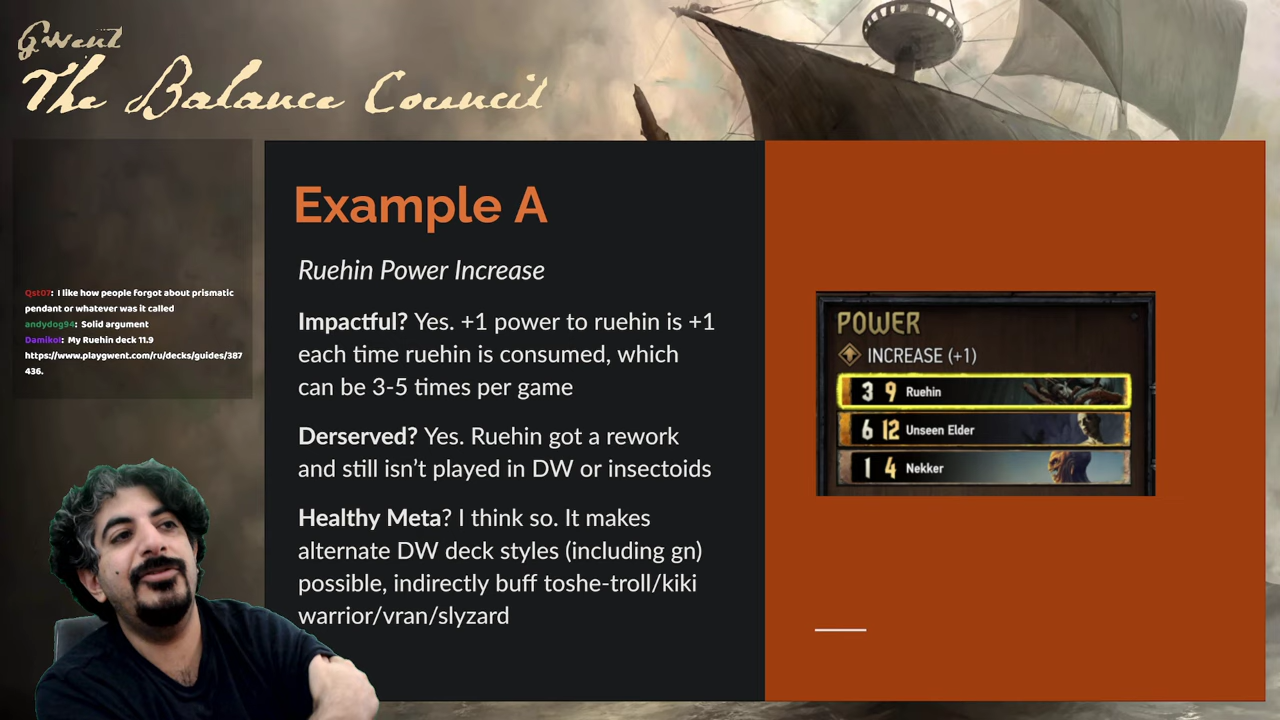 Gwent
The Balance Council
Qst07: I like how people forgot about prismatic
pendant or whatever was it called
andydog94: Solid argument
Damikol: My Ruehin deck 11.9
https://www.playgwent.com/ru/decks/guides/387
436.
Example A
Ruehin Power Increase
Impactful? Yes. +1 power to ruehin is +1
each time ruehin is consumed, which
can be 3-5 times per game
Derserved? Yes. Ruehin got a rework
and still isn’t played in DW or insectoids
Healthy Meta? I think so. It makes
alternate DW deck styles (including gn)
possible, indirectly buff toshe-troll/kiki
warrior/vran/slyzard
POWER
INCREASE (+1)
3 9 Ruehin
6 12 Unseen Elder
1 4 Nekker